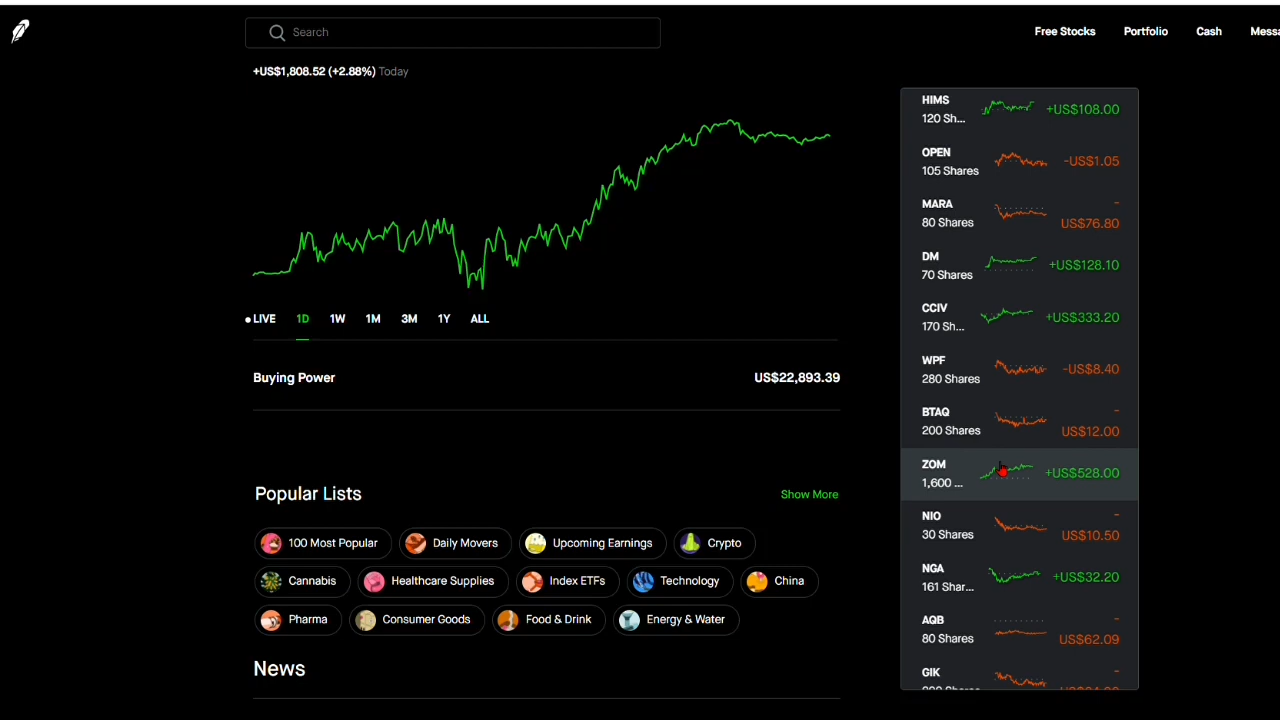 Search
Free Stocks
Portfolio
Cash
Messa
+US$1,808.52 (+2.88%) Today
LIVE 1D 1W 1M 3M 1Y ALL
Buying Power US$22,893.39
Popular Lists Show More
100 Most Popular Daily Movers Upcoming Earnings Crypto
Cannabis Healthcare Supplies Index ETFs Technology China
Pharma Consumer Goods Food & Drink Energy & Water
News
HIMS
120 Sh... +US$108.00
OPEN
105 Shares -US$1.05
MARA
80 Shares -US$76.80
DM
70 Shares +US$128.10
CCIV
170 Sh... +US$333.20
WPF
280 Shares -US$8.40
BTAQ
200 Shares -US$12.00
ZOM
1,600 ... +US$528.00
NIO
30 Shares -US$10.50
NGA
161 Shar... +US$32.20
AQB
80 Shares -US$62.09
GIK